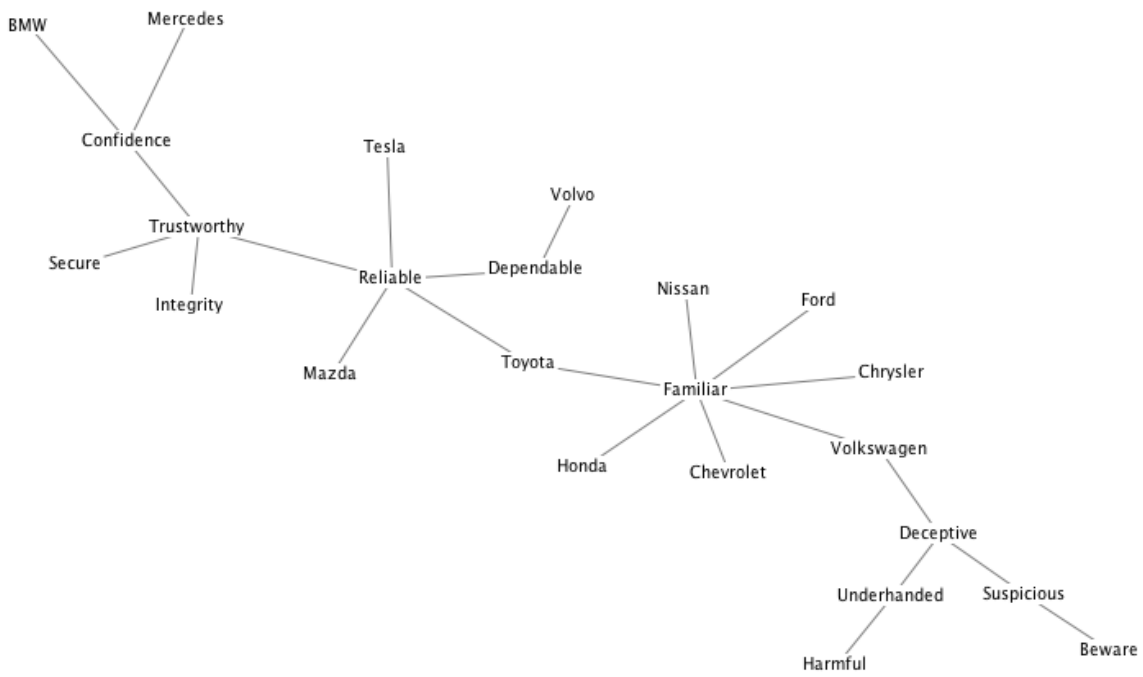 BMW
Mercedes
Confidence
Tesla
Volvo
Trustworthy
Secure
Dependable
Reliable
Integrity
Nissan
Ford
Toyota
Mazda
Chrysler
Familiar
Volkswagen
Honda
Chevrolet
Deceptive
Underhanded
Suspicious
Beware
Harmful